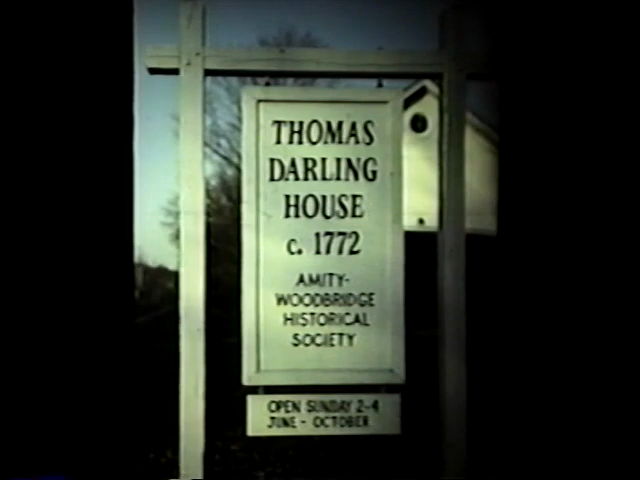 THOMAS
DARLING
HOUSE
c. 1772
AMITY-
WOODBRIDGE
HISTORICAL
SOCIETY
OPEN SUNDAY 2-4
JUNE - OCTOBER